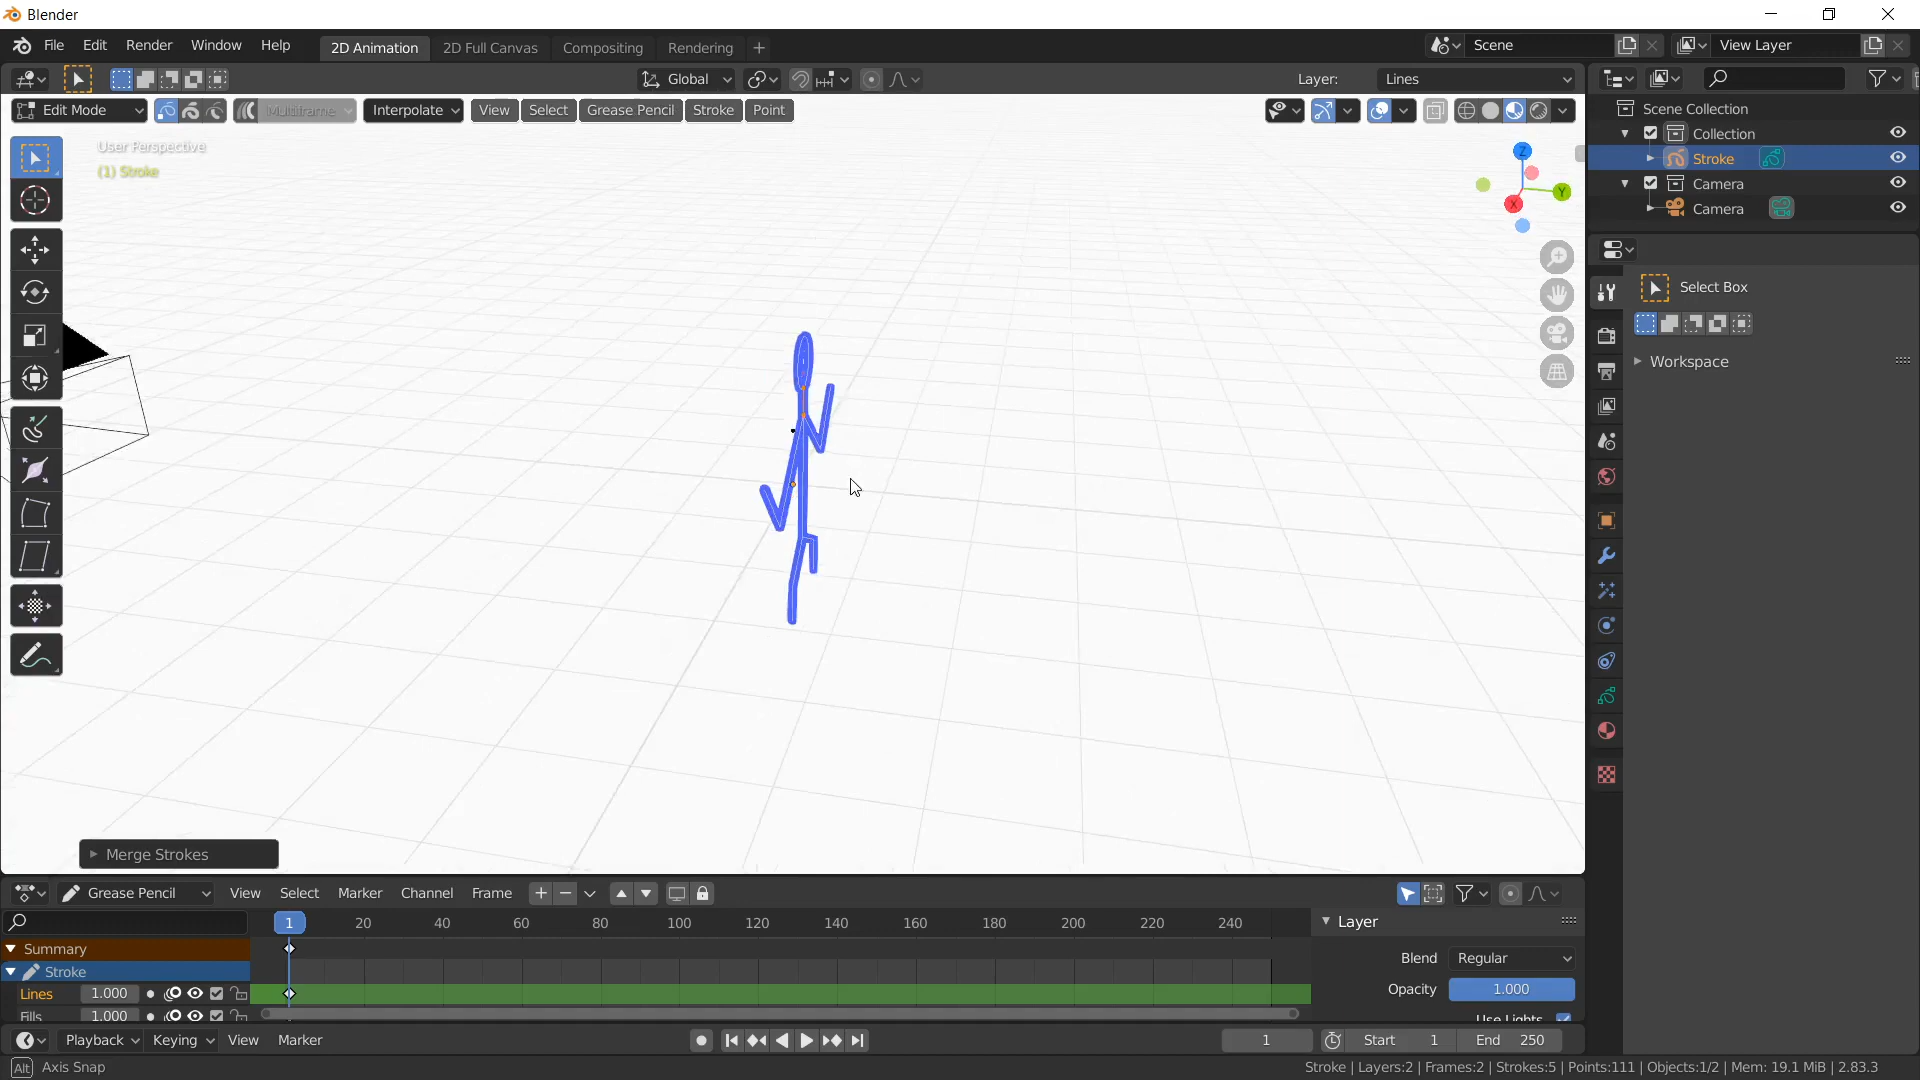 Blender
File Edit Render Window Help 2D Animation 2D Full Canvas Compositing Rendering + Scene View Layer
Global Layer: Lines
Edit Mode Multiframe Interpolate View Select Grease Pencil Stroke Point
User Perspective
(1) Stroke
Z
Y
X
Scene Collection
Collection
Stroke
Camera
Camera
Select Box
Workspace
Merge Strokes
Grease Pencil View Select Marker Channel Frame
1 20 40 60 80 100 120 140 160 180 200 220 240
Summary
Stroke
Lines 1.000
Fills 1.000
Layer
Blend Regular
Opacity 1.000
Use Lights
Playback Keying View Marker 1 Start 1 End 250
Alt Axis Snap Stroke | Layers:2 | Frames:2 | Strokes:5 | Points:111 | Objects:1/2 | Mem: 19.1 MiB | 2.83.3